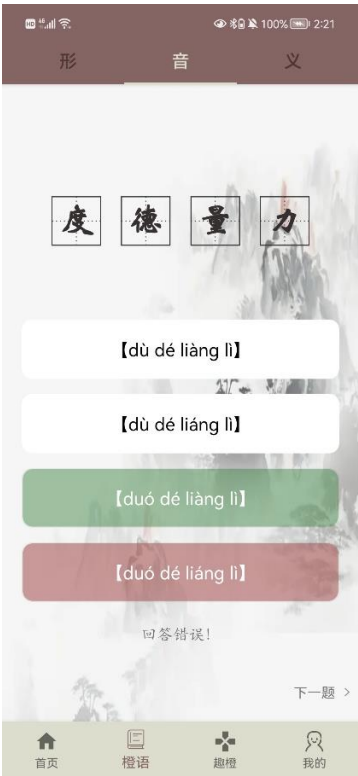 HD 46 100% 2:21
形 音 义
度 德 量 力
【dù dé liàng lì】
【dù dé liáng lì】
【duó dé liàng lì】
【duó dé liáng lì】
回答错误!
下一题 >
首页 橙语 趣橙 我的